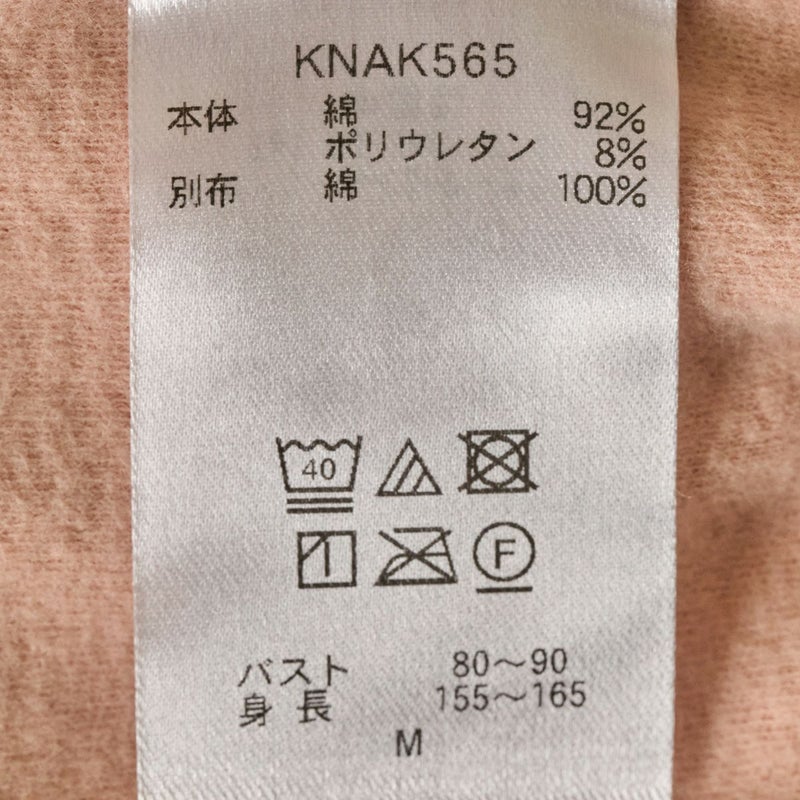 KNAK565
本体 綿 92%
ポリウレタン 8%
別布 綿 100%
40
F
バスト 80～90
身長 155～165
M